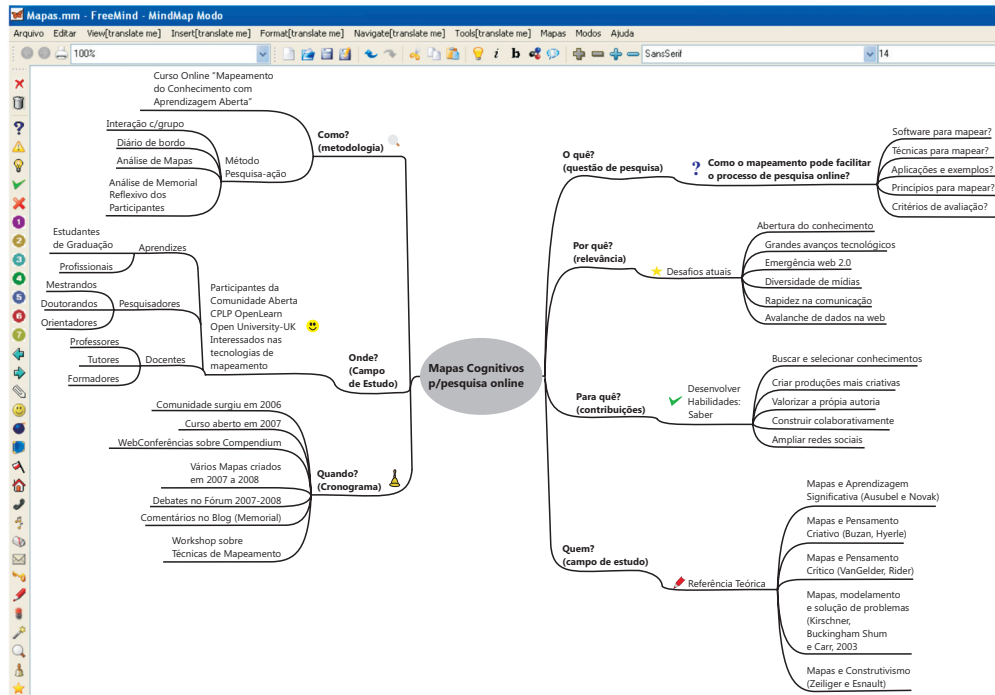 Mapas.mm - FreeMind - MindMap Modo
Arquivo Editar View[translate me] Insert[translate me] Format[translate me] Navigate[translate me] Tools[translate me] Mapas Modos Ajuda
100%
i b
SansSerif
14
Curso Online "Mapeamento
do Conhecimento com
Aprendizagem Aberta"
Interação c/grupo
Diário de bordo
Análise de Mapas
Análise de Memorial
Reflexivo dos
Participantes
Método
Pesquisa-ação
Como?
(metodologia)
Estudantes
de Graduação
Profissionais
Aprendizes
Mestrandos
Doutorandos
Orientadores
Pesquisadores
Professores
Tutores
Formadores
Docentes
Participantes da
Comunidade Aberta
CPLP OpenLearn
Open University-UK
Interessados nas
tecnologias de
mapeamento
Onde?
(Campo
de Estudo)
Comunidade surgiu em 2006
Curso aberto em 2007
WebConferências sobre Compendium
Vários Mapas criados
em 2007 a 2008
Debates no Fórum 2007-2008
Comentários no Blog (Memorial)
Workshop sobre
Técnicas de Mapeamento
Quando?
(Cronograma)
Mapas Cognitivos
p/pesquisa online
O quê?
(questão de pesquisa)
? Como o mapeamento pode facilitar
o processo de pesquisa online?
Software para mapear?
Técnicas para mapear?
Aplicações e exemplos?
Princípios para mapear?
Critérios de avaliação?
Por quê?
(relevância)
Desafios atuais
Abertura do conhecimento
Grandes avanços tecnológicos
Emergência web 2.0
Diversidade de mídias
Rapidez na comunicação
Avalanche de dados na web
Para quê?
(contribuições)
Desenvolver
Habilidades:
Saber
Buscar e selecionar conhecimentos
Criar produções mais criativas
Valorizar a própia autoria
Construir colaborativamente
Ampliar redes sociais
Quem?
(campo de estudo)
Referência Teórica
Mapas e Aprendizagem
Significativa (Ausubel e Novak)
Mapas e Pensamento
Criativo (Buzan, Hyerle)
Mapas e Pensamento
Crítico (VanGelder, Rider)
Mapas, modelamento
e solução de problemas
(Kirschner,
Buckingham Shum
e Carr, 2003
Mapas e Construtivismo
(Zeiliger e Esnault)
?
1
2
3
4
5
6
7